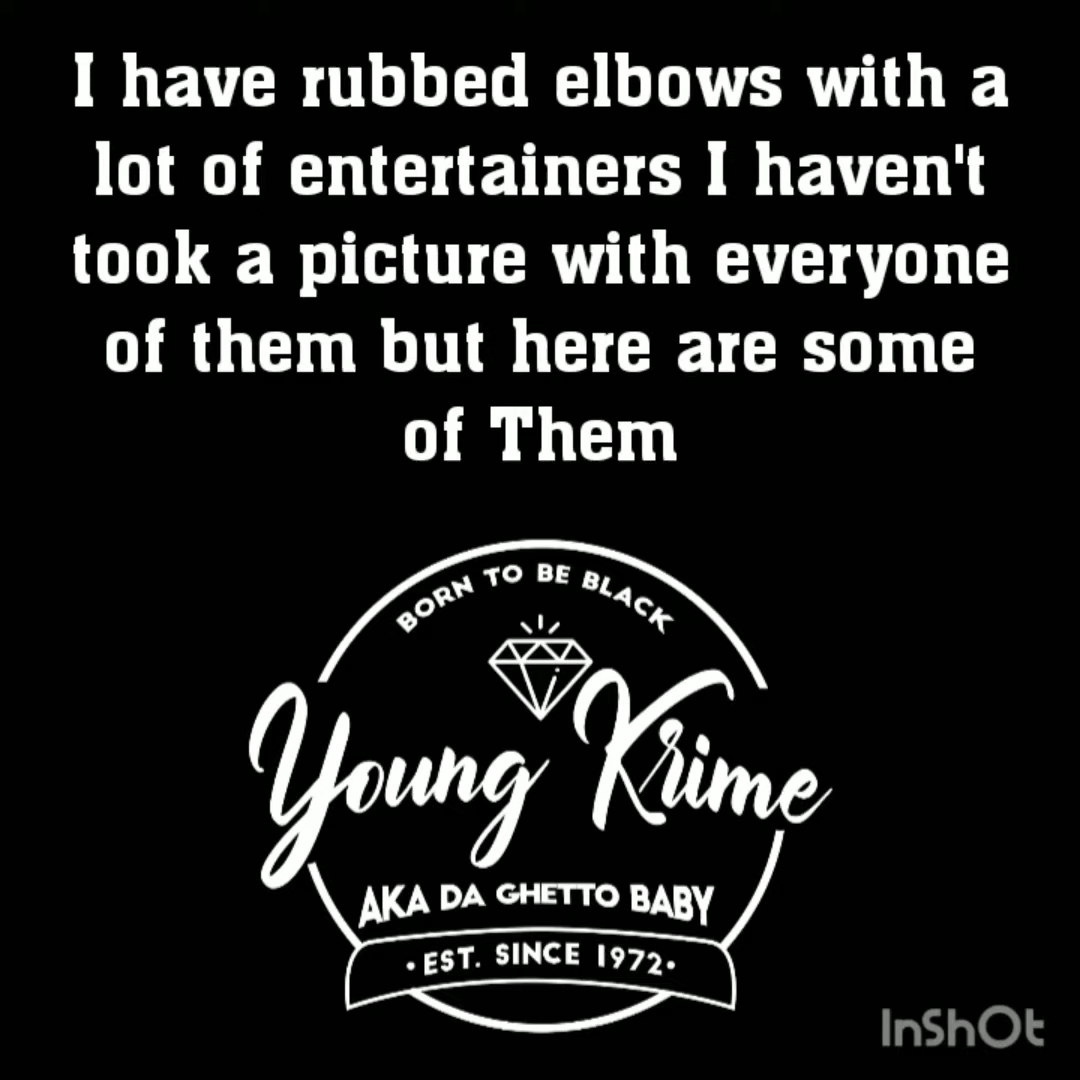 I have rubbed elbows with a
lot of entertainers I haven't
took a picture with everyone
of them but here are some
of Them
BORN TO BE BLACK
Young Krime
AKA DA GHETTO BABY
•EST. SINCE 1972•
InShOt